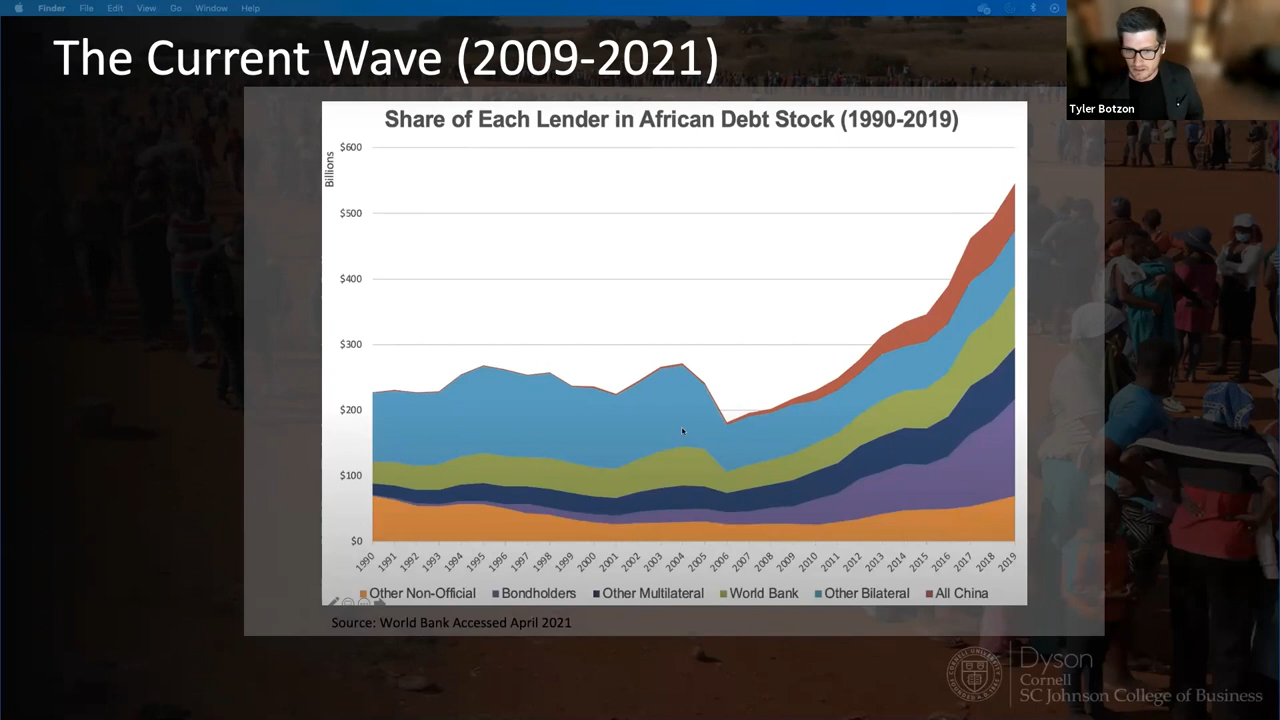 Finder File Edit View Go Window Help
The Current Wave (2009-2021)
Tyler Botzon
Share of Each Lender in African Debt Stock (1990-2019)
Billions
$600
$500
$400
$300
$200
$100
$0
1990 1991 1992 1993 1994 1995 1996 1997 1998 1999 2000 2001 2002 2003 2004 2005 2006 2007 2008 2009 2010 2011 2012 2013 2014 2015 2016 2017 2018 2019
Other Non-Official Bondholders Other Multilateral World Bank Other Bilateral All China
Source: World Bank Accessed April 2021
Dyson
Cornell
SC Johnson College of Business